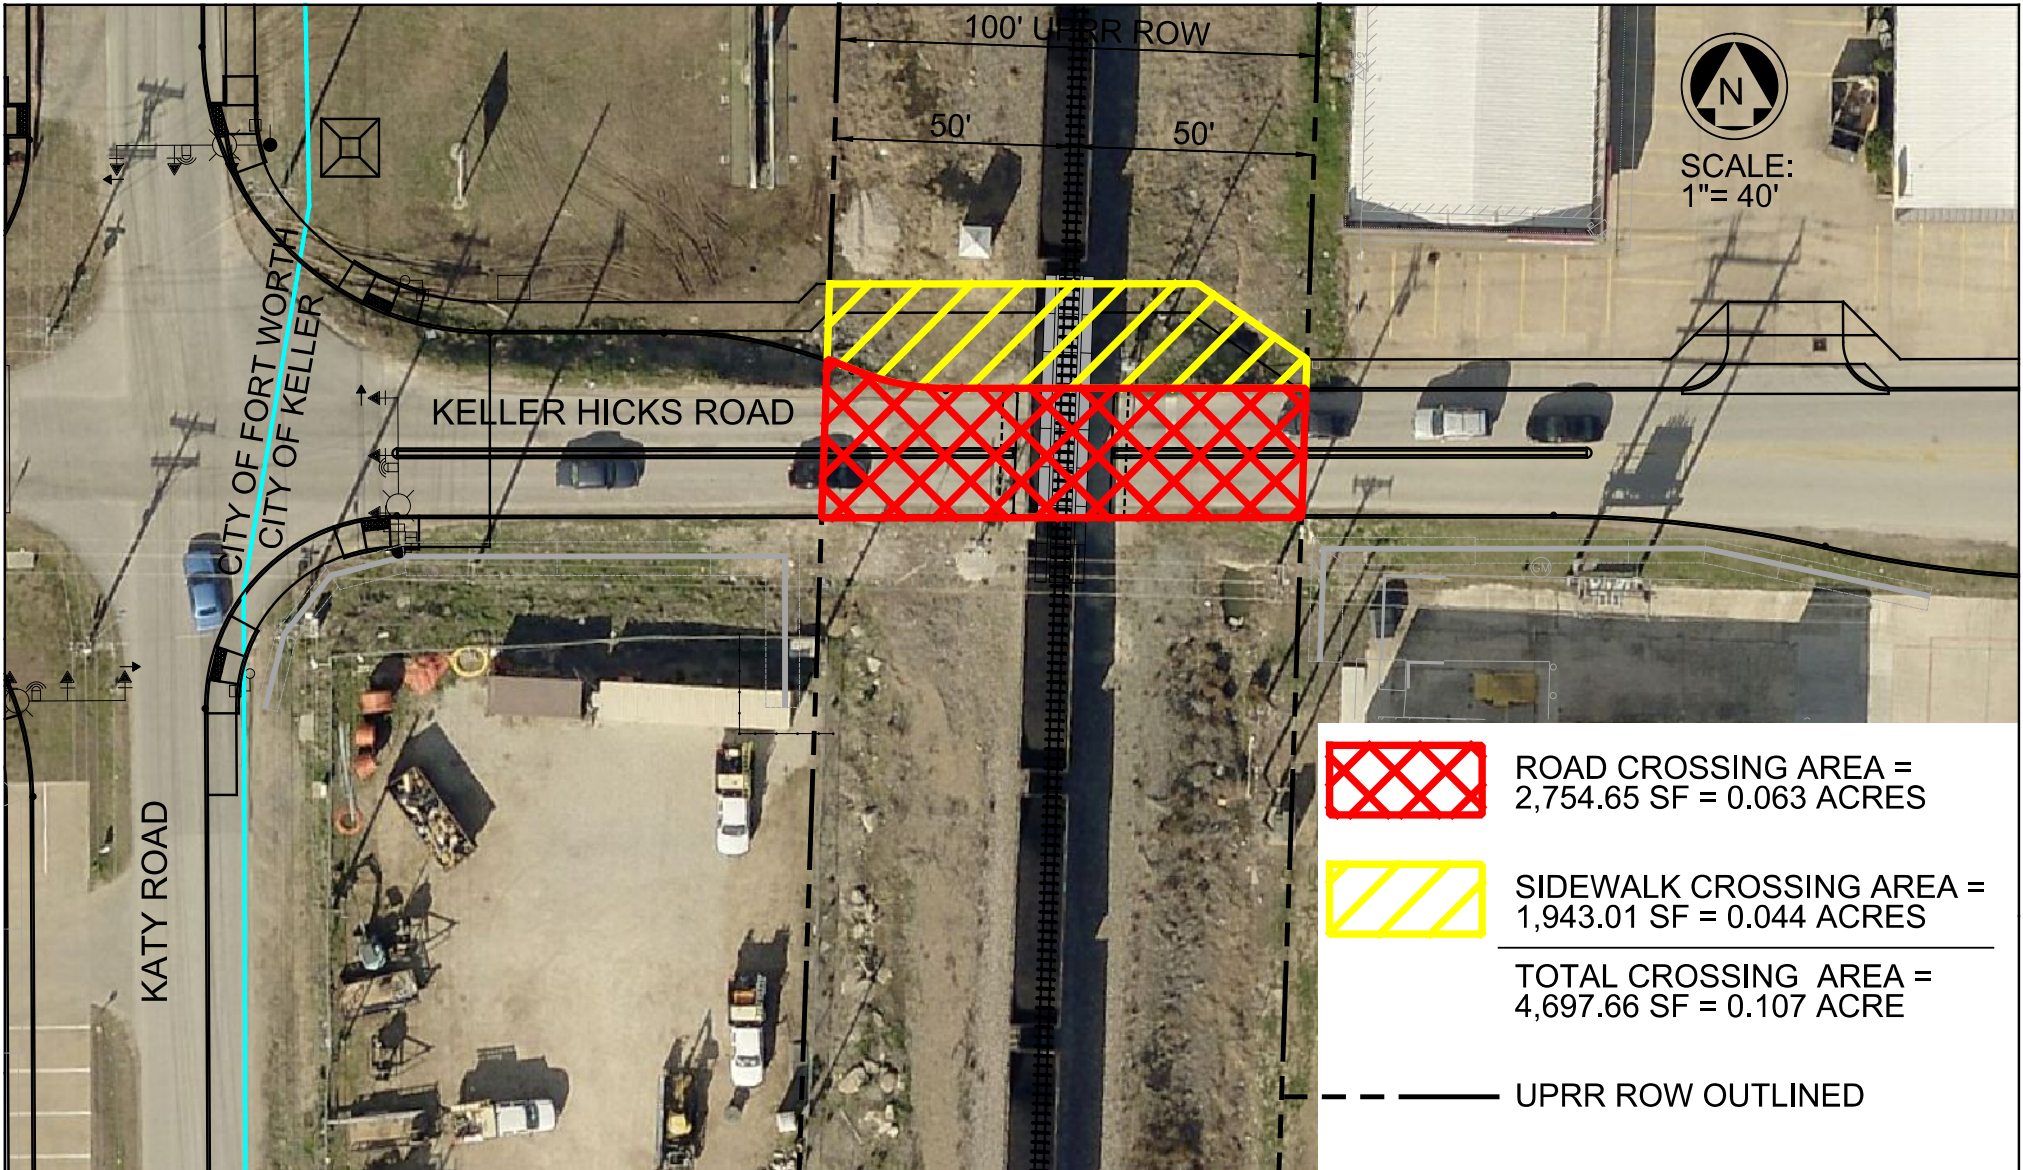 100' UPRR ROW
50'
50'
N
SCALE:
1"= 40'
CITY OF FORT WORTH
CITY OF KELLER
KELLER HICKS ROAD
GM
KATY ROAD
ROAD CROSSING AREA =
2,754.65 SF = 0.063 ACRES
SIDEWALK CROSSING AREA =
1,943.01 SF = 0.044 ACRES
TOTAL CROSSING AREA =
4,697.66 SF = 0.107 ACRE
UPRR ROW OUTLINED